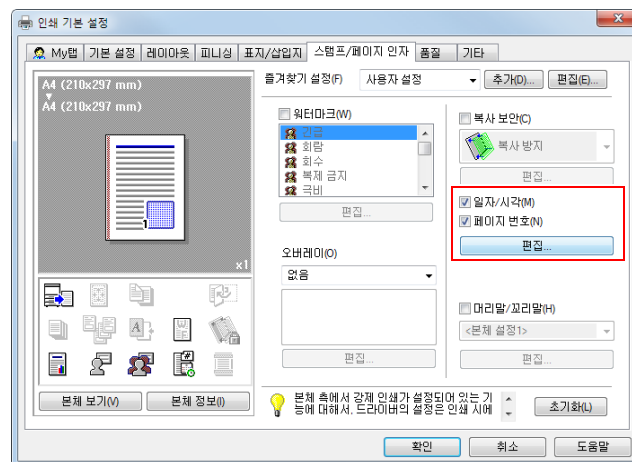 인쇄 기본 설정
My탭 기본 설정 레이아웃 피니싱 표지/삽입지 스탬프/페이지 인자 품질 기타
A4 (210x297 mm)
A4 (210x297 mm)
1
x1
본체 보기(V) 본체 정보(I)
즐겨찾기 설정(F) 사용자 설정 추가(D)... 편집(E)...
워터마크(W)
긴급
회람
회수
복제 금지
극비
편집...
오버레이(O)
없음
편집...
복사 보안(C)
복사 방지
편집...
일자/시각(M)
페이지 번호(N)
편집...
머리말/꼬리말(H)
<본체 설정1>
편집...
본체 측에서 강제 인쇄가 설정되어 있는 기
능에 대해서, 드라이버의 설정은 인쇄 시에
초기화(L)
확인 취소 도움말